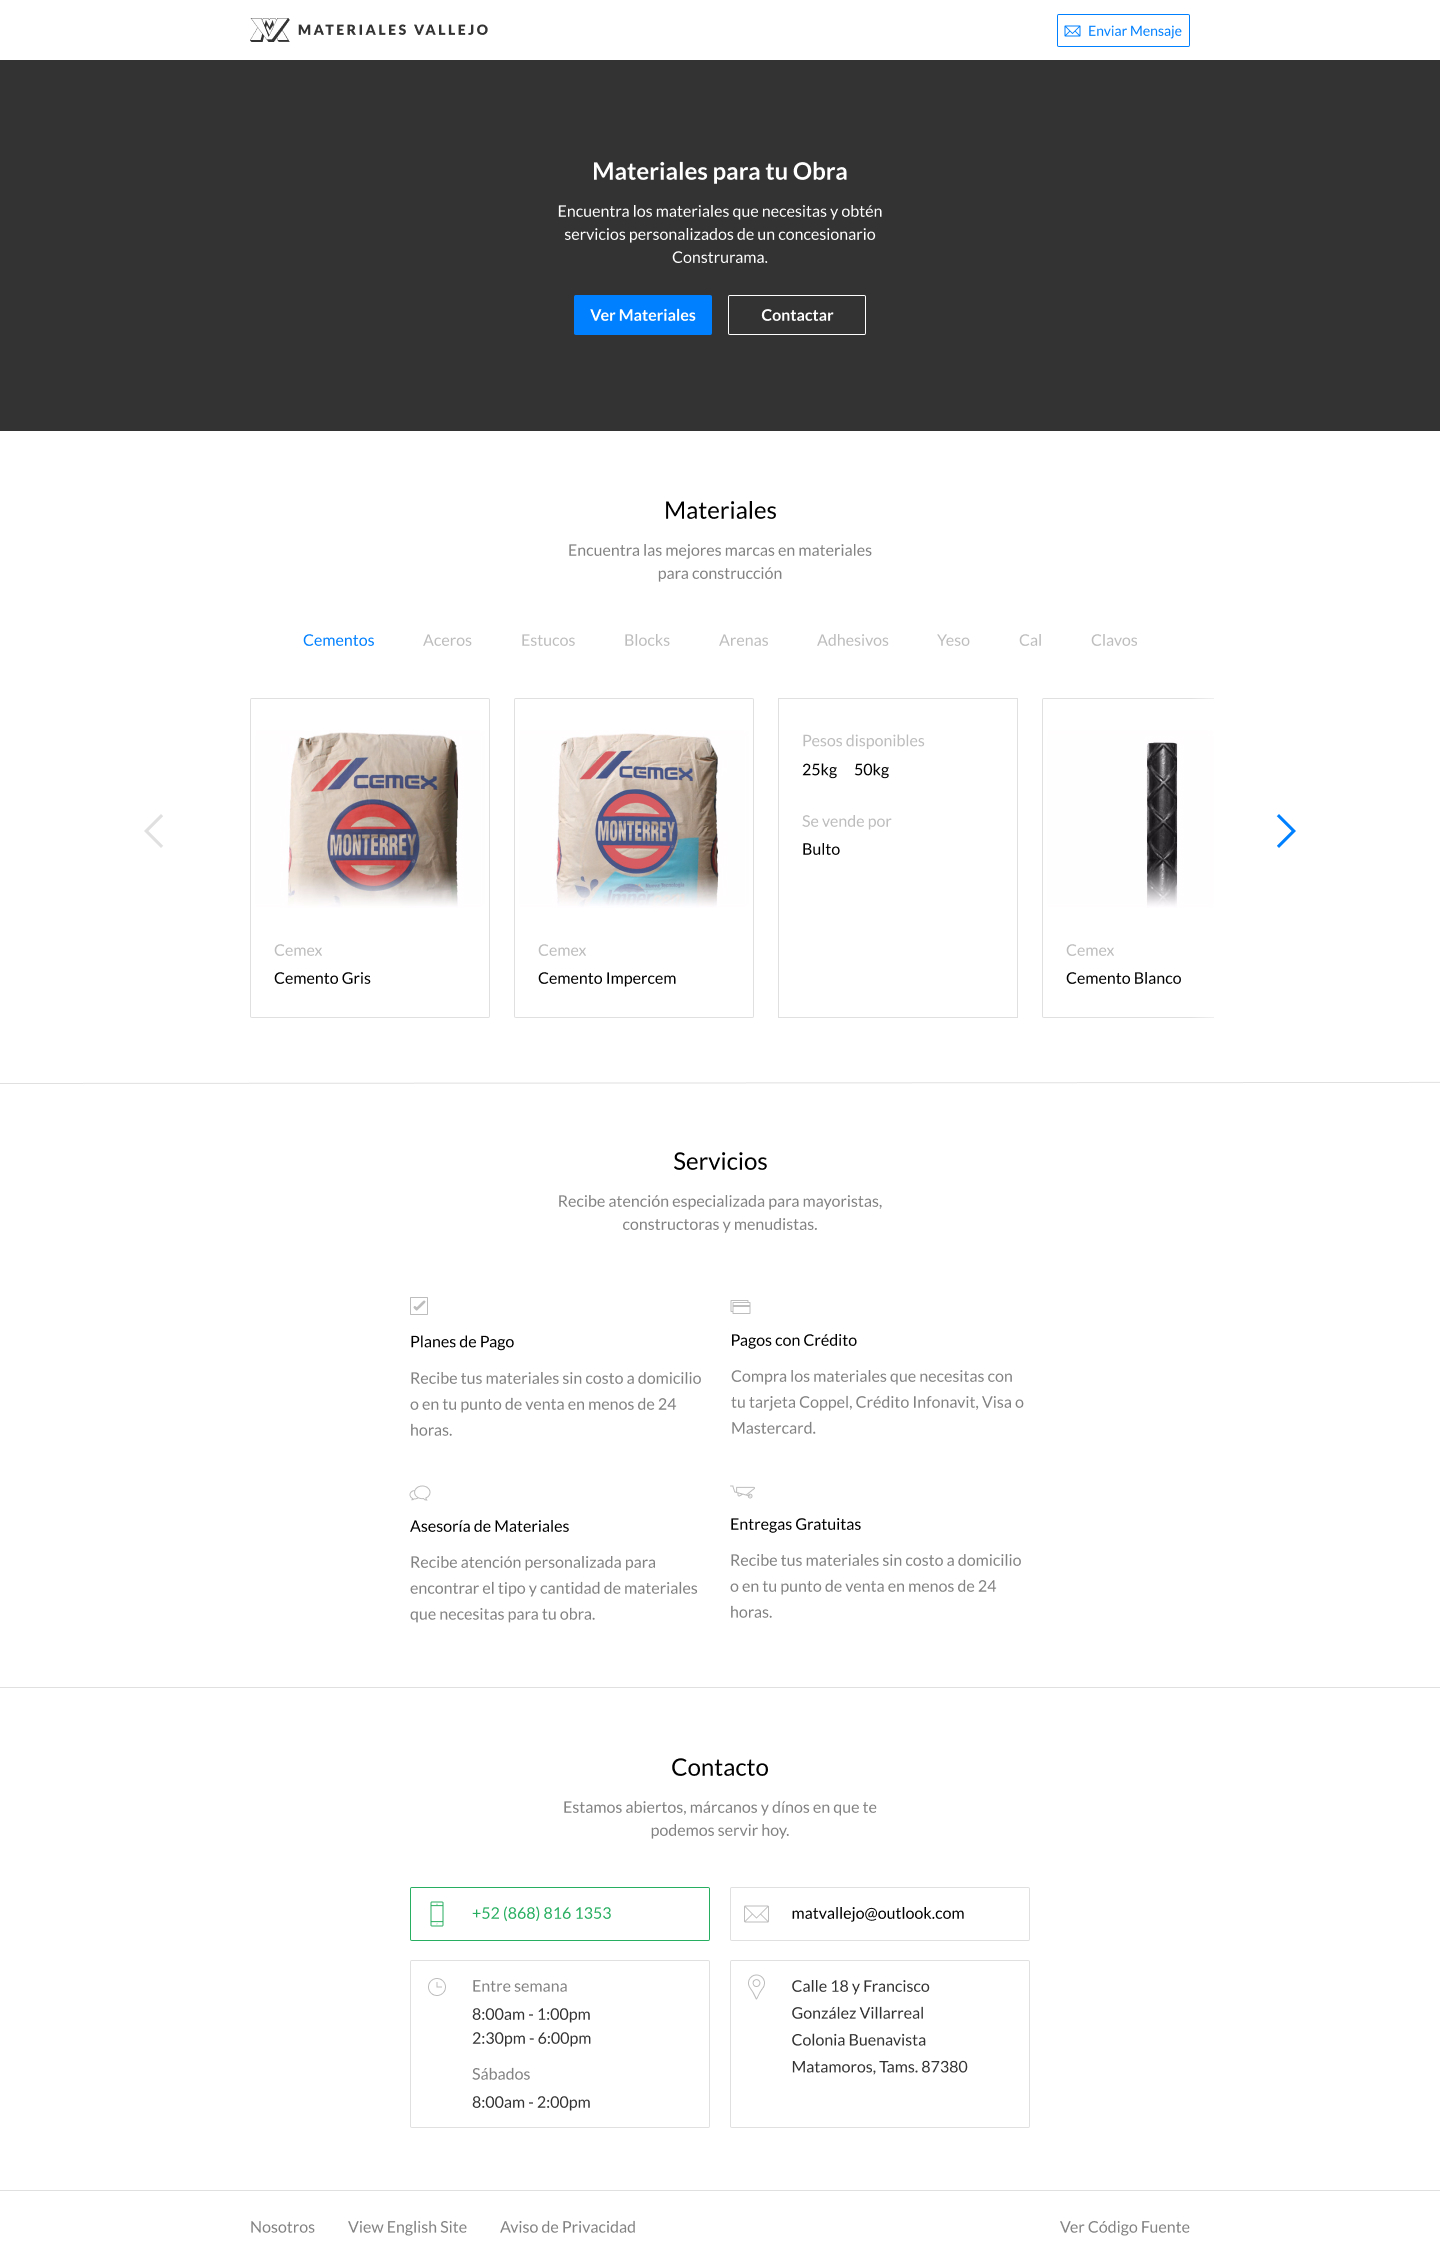 MATERIALES VALLEJO
Enviar Mensaje
Materiales para tu Obra
Encuentra los materiales que necesitas y obtén
servicios personalizados de un concesionario
Construrama.
Ver Materiales
Contactar
Materiales
Encuentra las mejores marcas en materiales
para construcción
Cementos
Aceros
Estucos
Blocks
Arenas
Adhesivos
Yeso
Cal
Clavos
CEMEX
MONTERREY
Cemex
Cemento Gris
CEMEX
MONTERREY
Imper
Cemex
Cemento Impercem
Pesos disponibles
25kg 50kg
Se vende por
Bulto
Cemex
Cemento Blanco
Servicios
Recibe atención especializada para mayoristas,
constructoras y menudistas.
Planes de Pago
Recibe tus materiales sin costo a domicilio
o en tu punto de venta en menos de 24
horas.
Pagos con Crédito
Compra los materiales que necesitas con
tu tarjeta Coppel, Crédito Infonavit, Visa o
Mastercard.
Asesoría de Materiales
Recibe atención personalizada para
encontrar el tipo y cantidad de materiales
que necesitas para tu obra.
Entregas Gratuitas
Recibe tus materiales sin costo a domicilio
o en tu punto de venta en menos de 24
horas.
Contacto
Estamos abiertos, márcanos y dínos en que te
podemos servir hoy.
+52 (868) 816 1353
matvallejo@outlook.com
Entre semana
8:00am - 1:00pm
2:30pm - 6:00pm
Sábados
8:00am - 2:00pm
Calle 18 y Francisco
González Villarreal
Colonia Buenavista
Matamoros, Tams. 87380
Nosotros
View English Site
Aviso de Privacidad
Ver Código Fuente